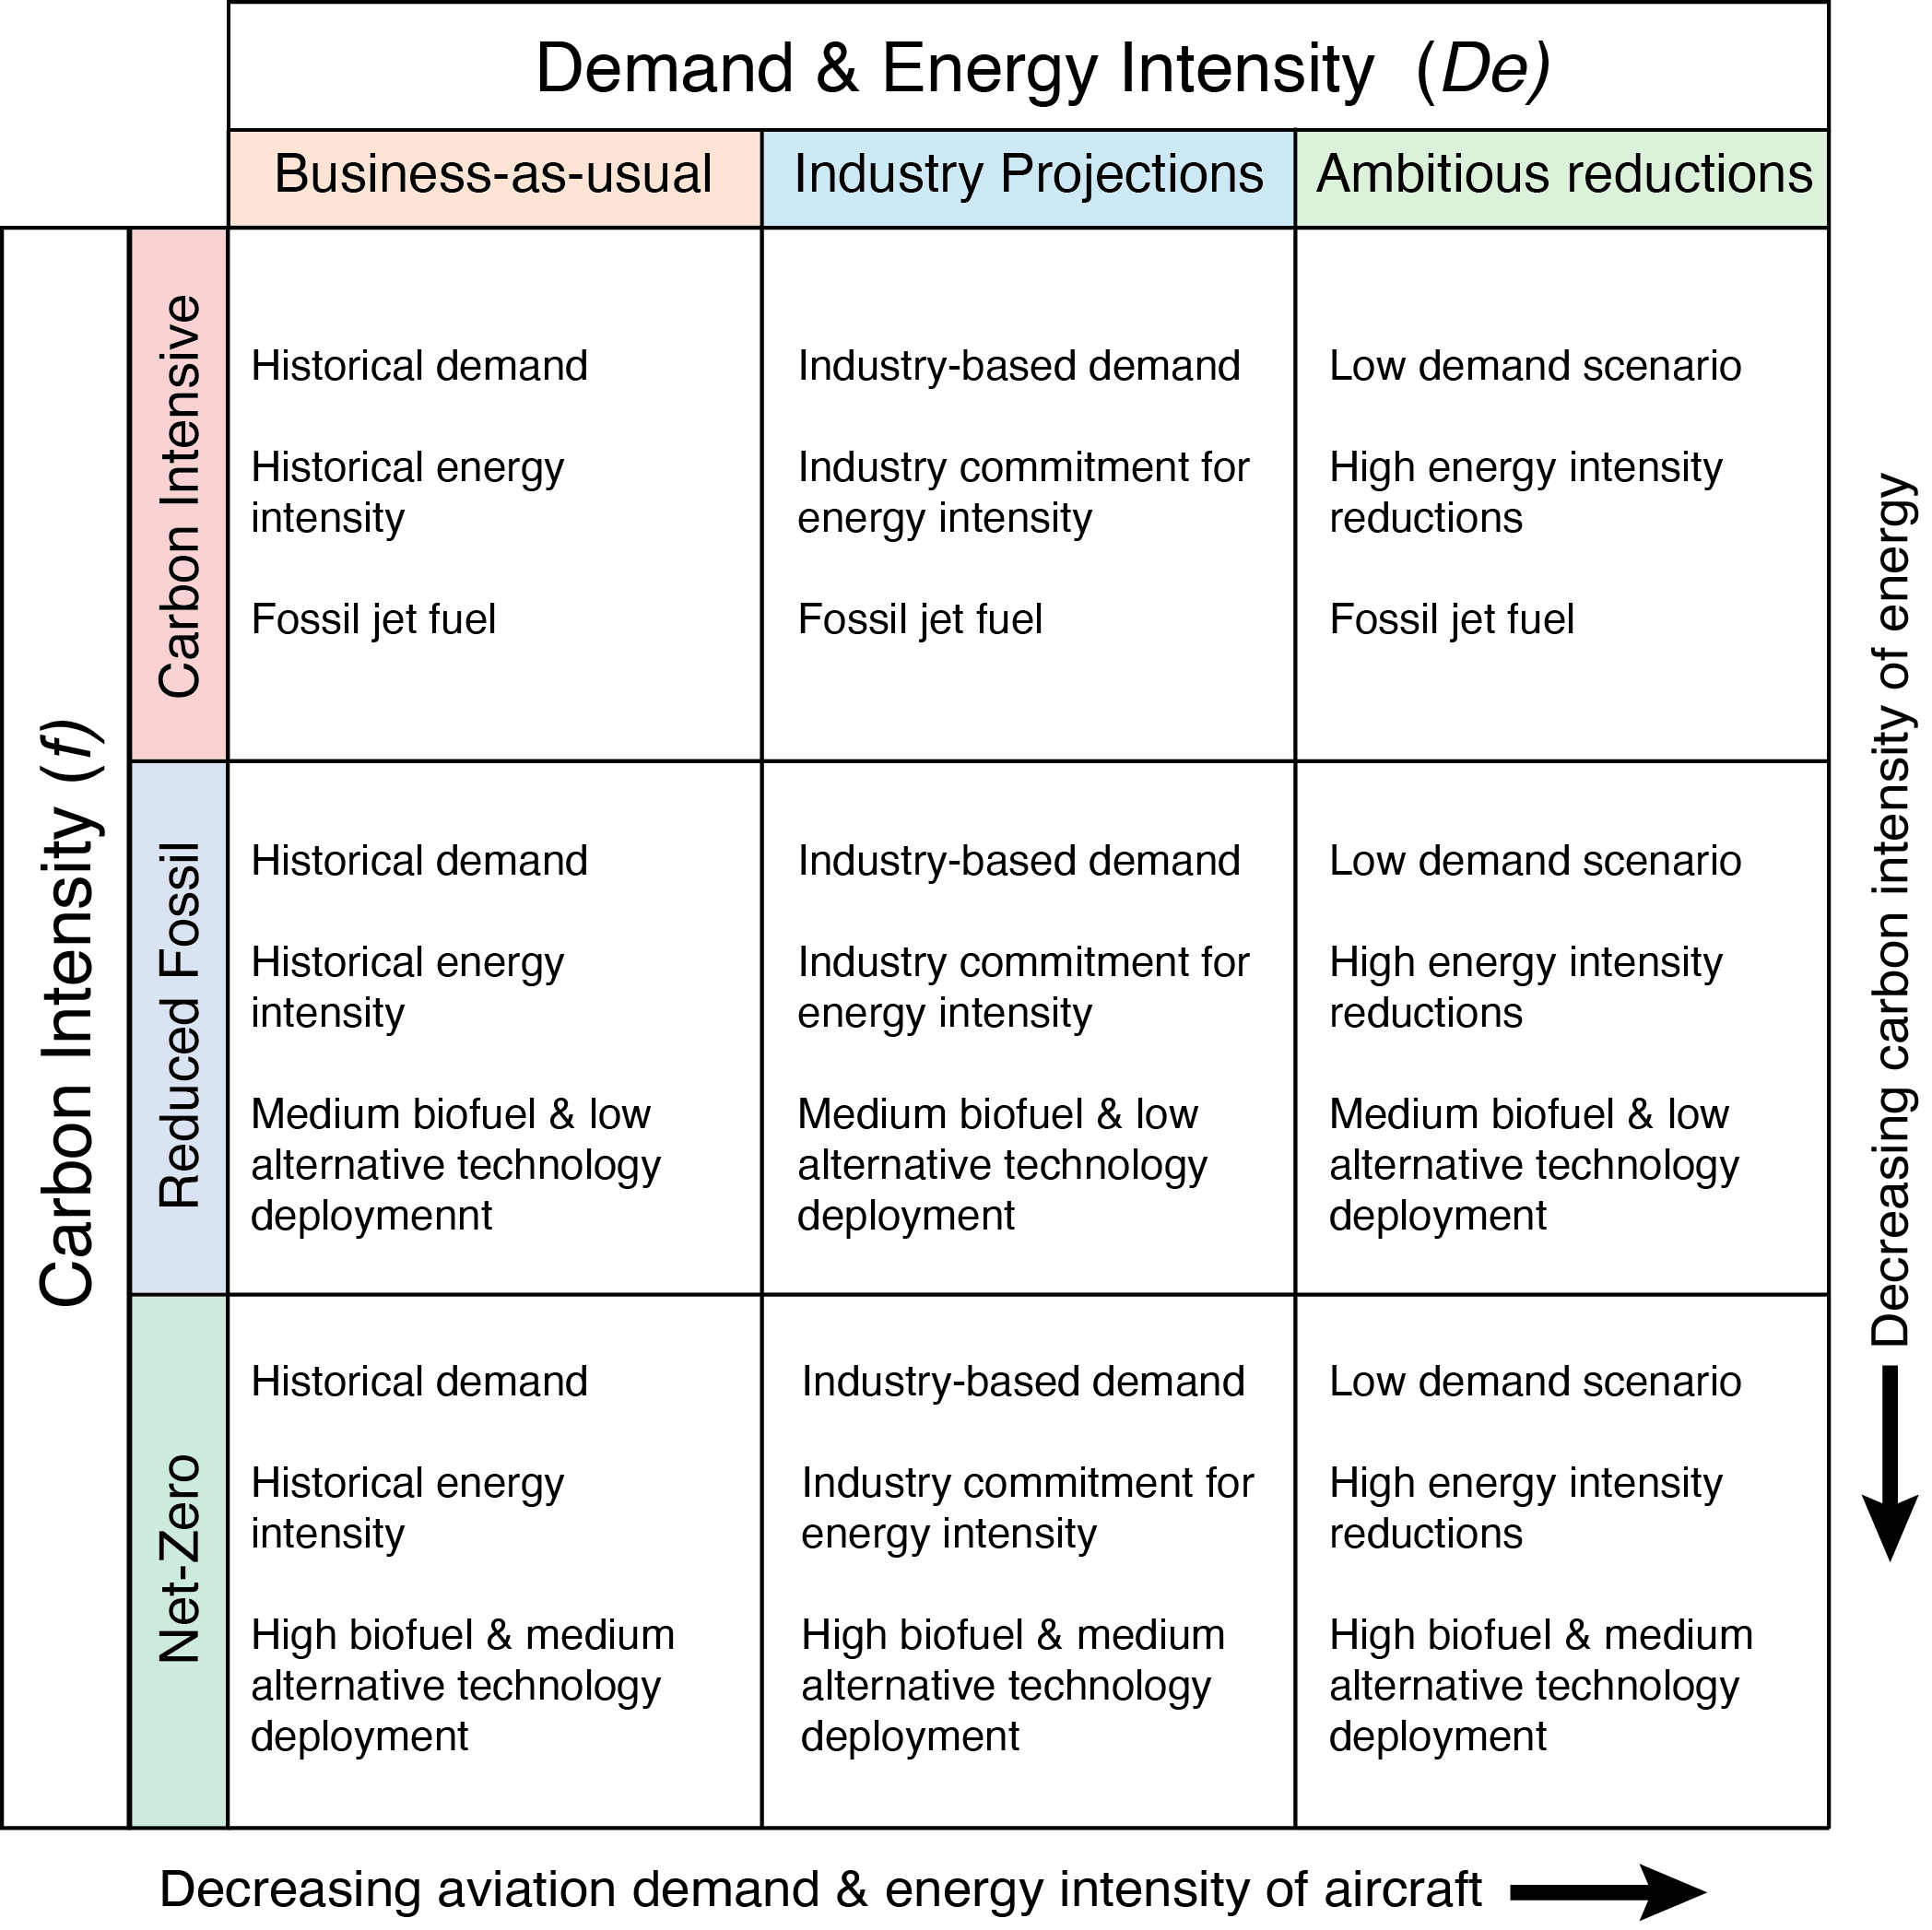 Demand & Energy Intensity (De)
Business-as-usual
Industry Projections
Ambitious reductions
Carbon Intensity (f)
Carbon Intensive
Historical demand
Historical energy
intensity
Fossil jet fuel
Industry-based demand
Industry commitment for
energy intensity
Fossil jet fuel
Low demand scenario
High energy intensity
reductions
Fossil jet fuel
Reduced Fossil
Historical demand
Historical energy
intensity
Medium biofuel & low
alternative technology
deploymennt
Industry-based demand
Industry commitment for
energy intensity
Medium biofuel & low
alternative technology
deployment
Low demand scenario
High energy intensity
reductions
Medium biofuel & low
alternative technology
deployment
Net-Zero
Historical demand
Historical energy
intensity
High biofuel & medium
alternative technology
deployment
Industry-based demand
Industry commitment for
energy intensity
High biofuel & medium
alternative technology
deployment
Low demand scenario
High energy intensity
reductions
High biofuel & medium
alternative technology
deployment
Decreasing carbon intensity of energy
Decreasing aviation demand & energy intensity of aircraft